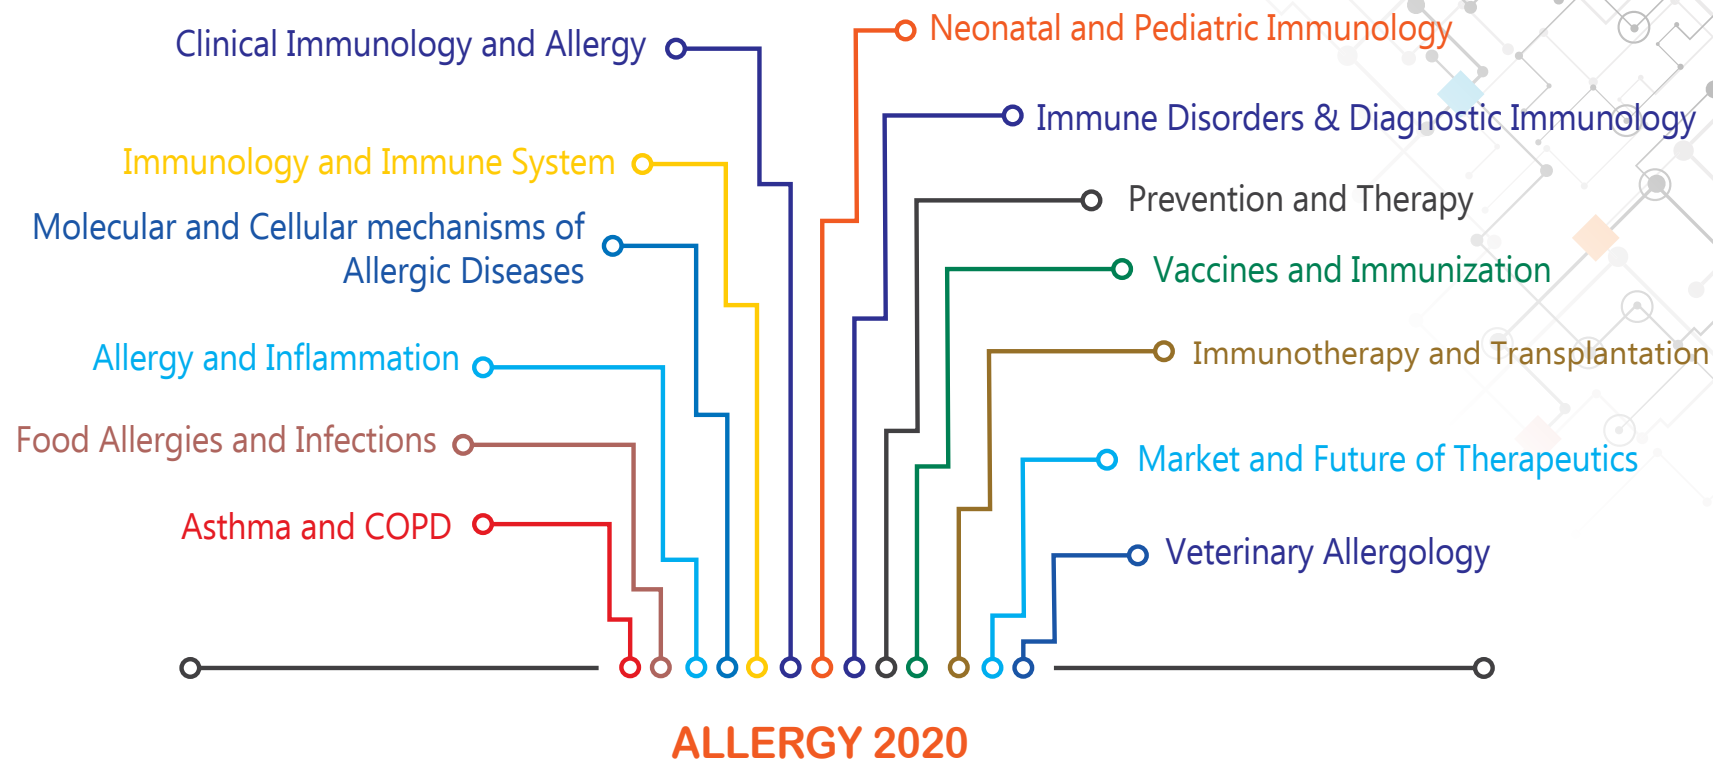 Clinical Immunology and Allergy
Immunology and Immune System
Molecular and Cellular mechanisms of
Allergic Diseases
Allergy and Inflammation
Food Allergies and Infections
Asthma and COPD
Neonatal and Pediatric Immunology
Immune Disorders & Diagnostic Immunology
Prevention and Therapy
Vaccines and Immunization
Immunotherapy and Transplantation
Market and Future of Therapeutics
Veterinary Allergology
ALLERGY 2020